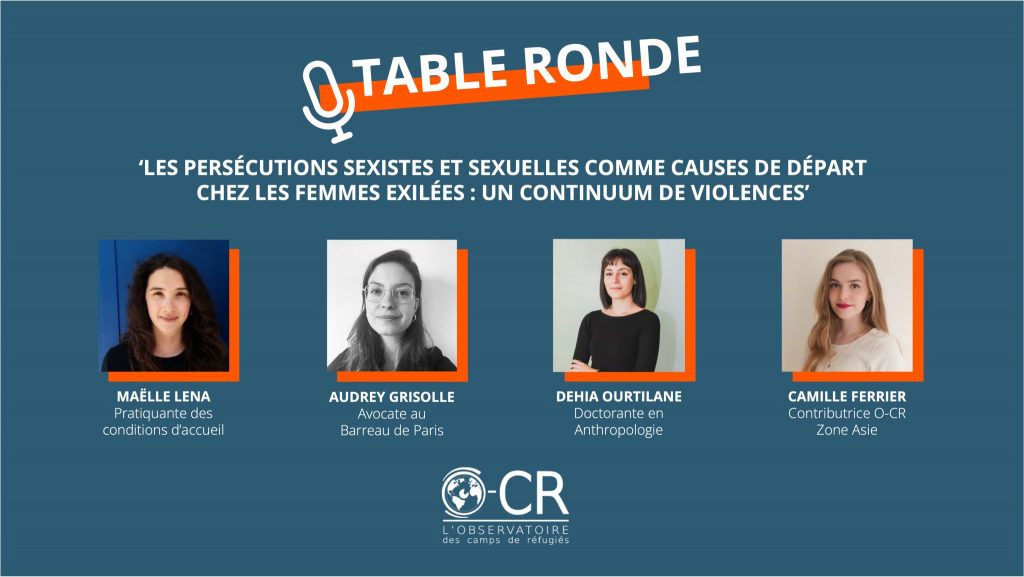 TABLE RONDE
‘LES PERSÉCUTIONS SEXISTES ET SEXUELLES COMME CAUSES DE DÉPART
CHEZ LES FEMMES EXILÉES : UN CONTINUUM DE VIOLENCES’
MAËLLE LENA
Pratiquante des
conditions d’accueil
AUDREY GRISOLLE
Avocate au
Barreau de Paris
DEHIA OURTILANE
Doctorante en
Anthropologie
CAMILLE FERRIER
Contributrice O-CR
Zone Asie
O-CR
L'OBSERVATOIRE
des camps de réfugiés